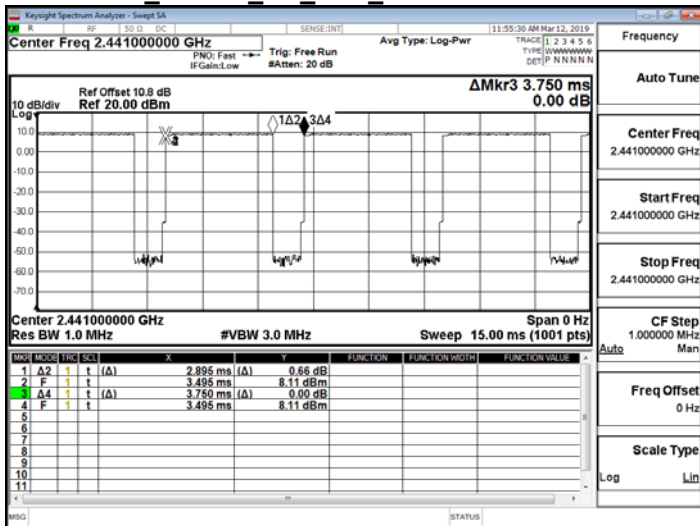 Keysight Spectrum Analyzer - Swept SA
R RF 50 Ω DC SENSE:INT 11:55:30 AM Mar 12, 2019
Center Freq 2.441000000 GHz
PNO: Fast
IFGain:Low
Trig: Free Run
#Atten: 20 dB
Avg Type: Log-Pwr
TRACE 1 2 3 4 5 6
TYPE WWWWWW
DET P N N N N N
Ref Offset 10.8 dB
Ref 20.00 dBm
10 dB/div
Log
ΔMkr3 3.750 ms
0.00 dB
1Δ2 3Δ4
10.0
0.00
-10.0
-20.0
-30.0
-40.0
-50.0
-60.0
-70.0
Center 2.441000000 GHz Span 0 Hz
Res BW 1.0 MHz #VBW 3.0 MHz Sweep 15.00 ms (1001 pts)
MKR MODE TRC SCL X Y FUNCTION FUNCTION WIDTH FUNCTION VALUE
1 Δ2 1 t (Δ) 2.895 ms (Δ) 0.66 dB
2 F 1 t 3.495 ms 8.11 dBm
3 Δ4 1 t (Δ) 3.750 ms (Δ) 0.00 dB
4 F 1 t 3.495 ms 8.11 dBm
5
6
7
8
9
10
11
MSG STATUS
Frequency
Auto Tune
Center Freq
2.441000000 GHz
Start Freq
2.441000000 GHz
Stop Freq
2.441000000 GHz
CF Step
1.000000 MHz
Auto Man
Freq Offset
0 Hz
Scale Type
Log Lin